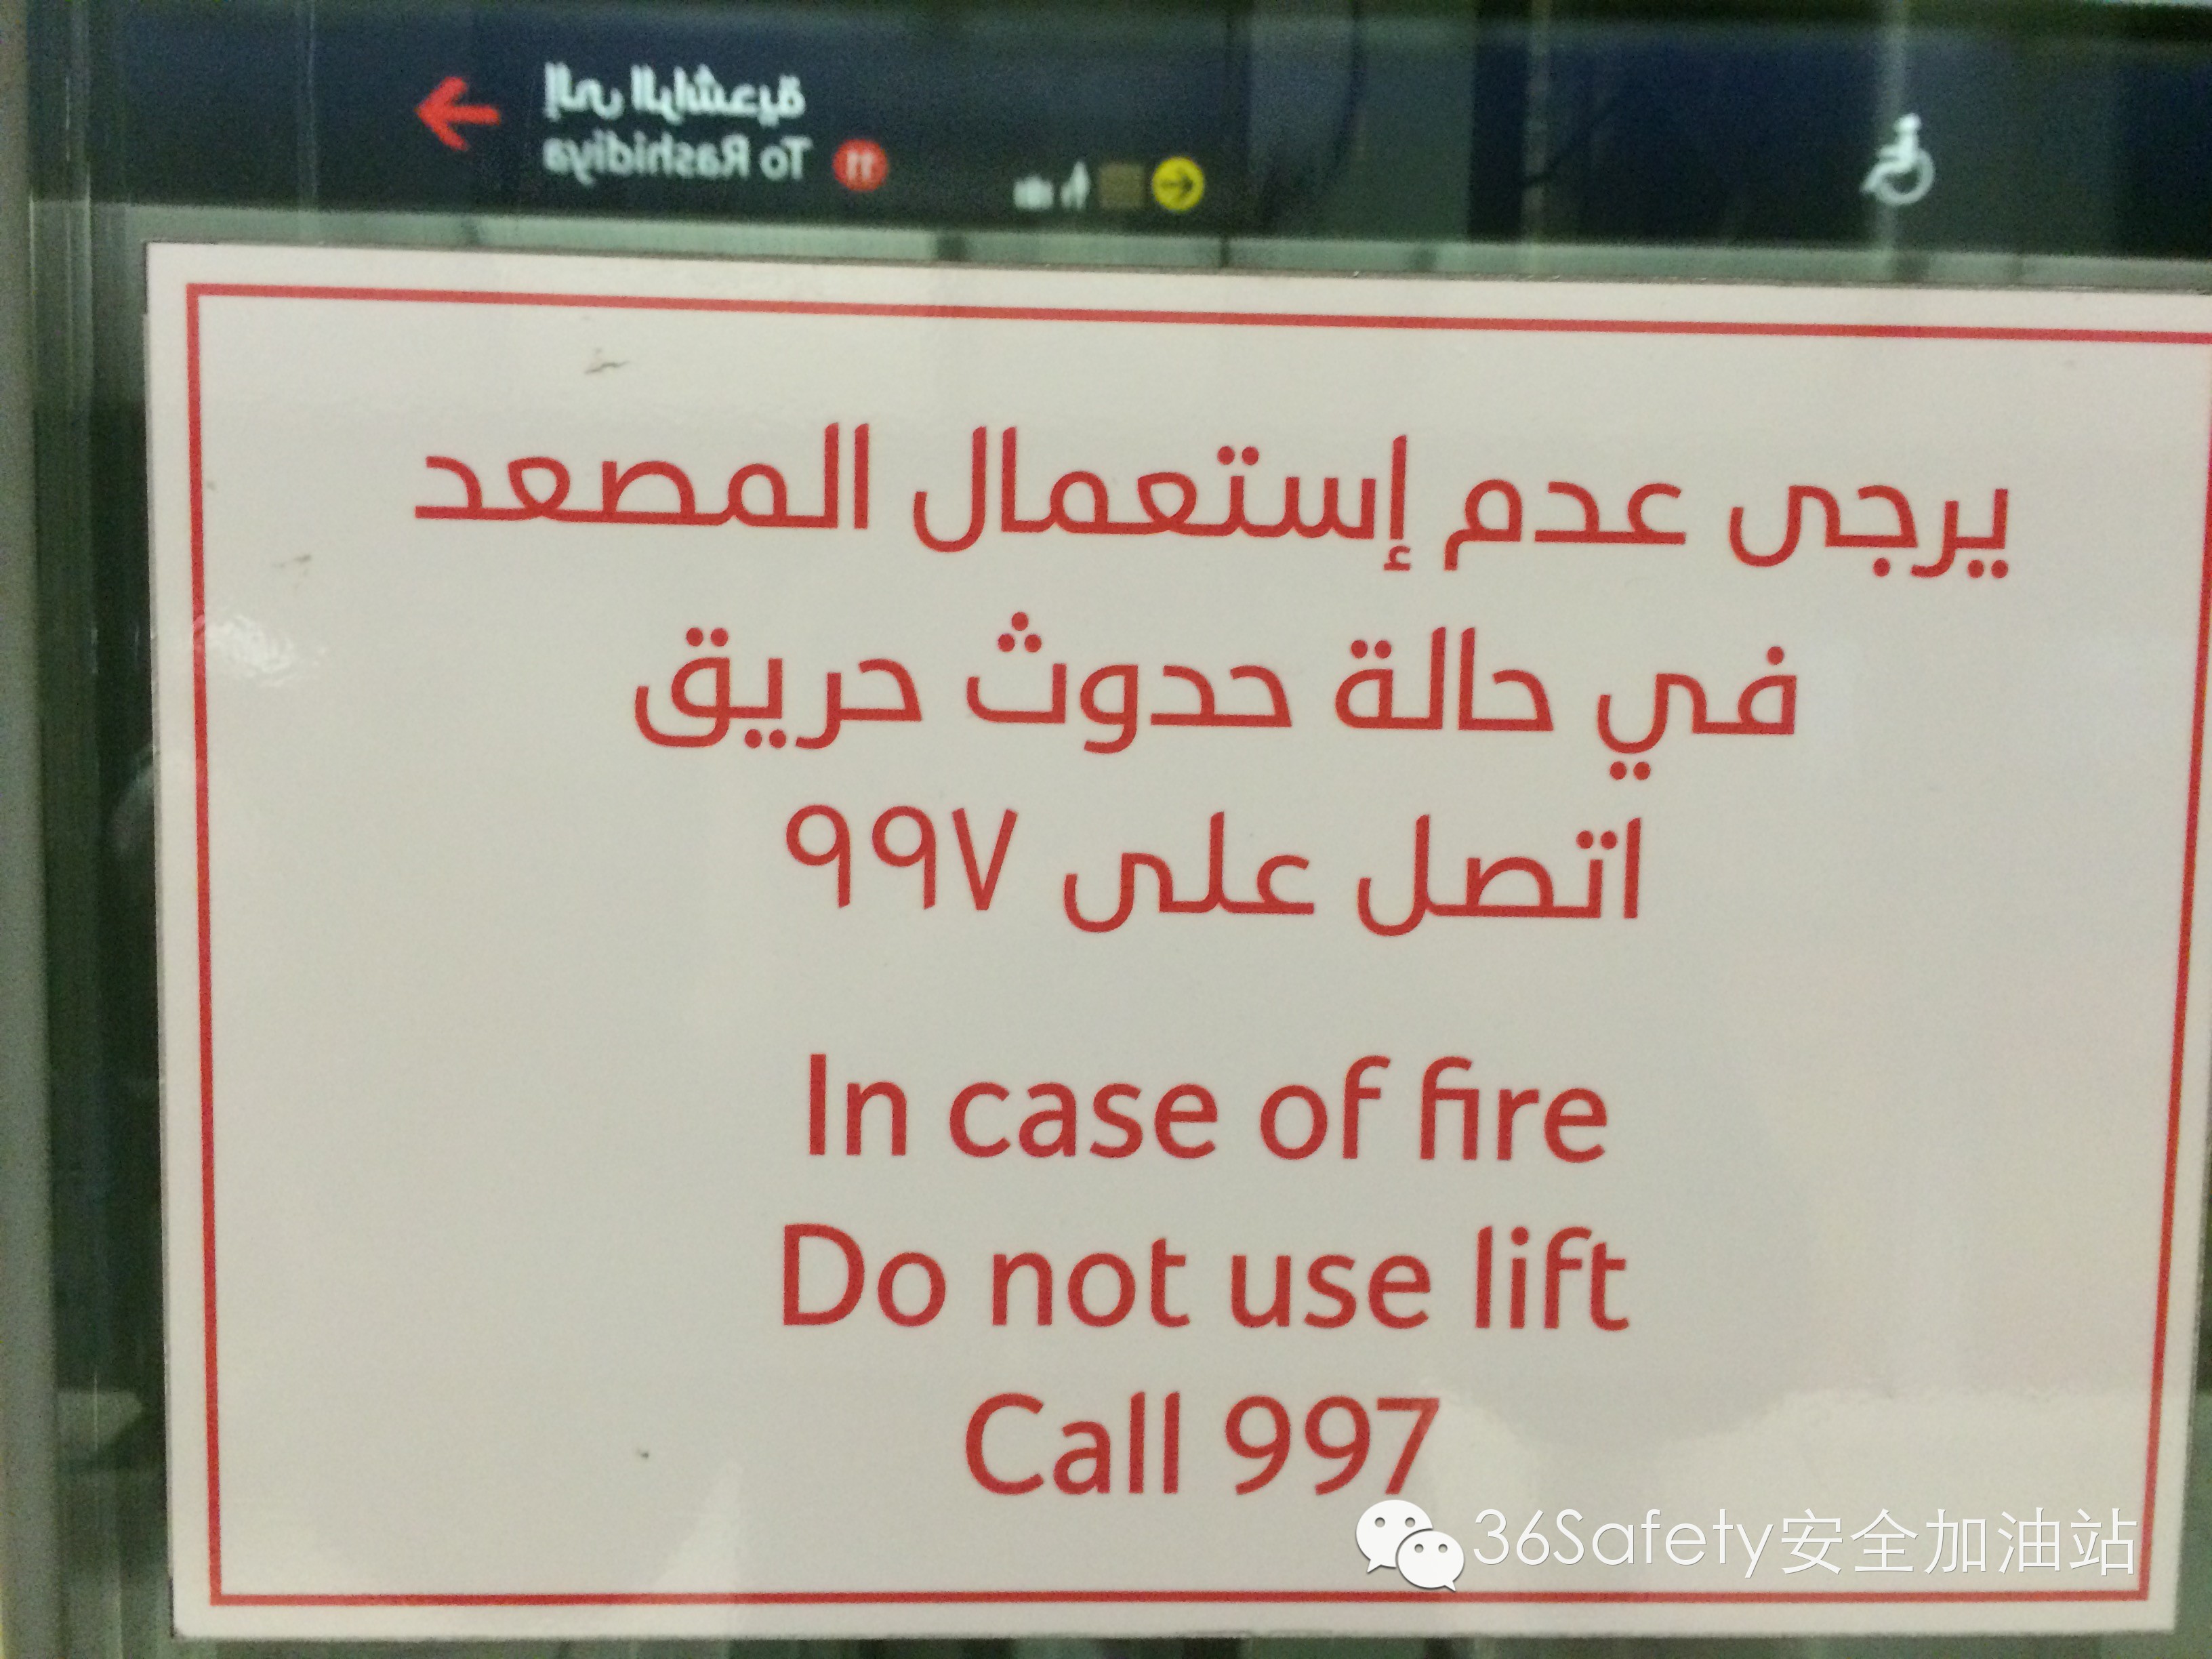 إلى الراشدية
To Rashidiya
يرجى عدم إستعمال المصعد
في حالة حدوث حريق
اتصل على ٩٩٧
In case of fire
Do not use lift
Call 997
36Safety安全加油站